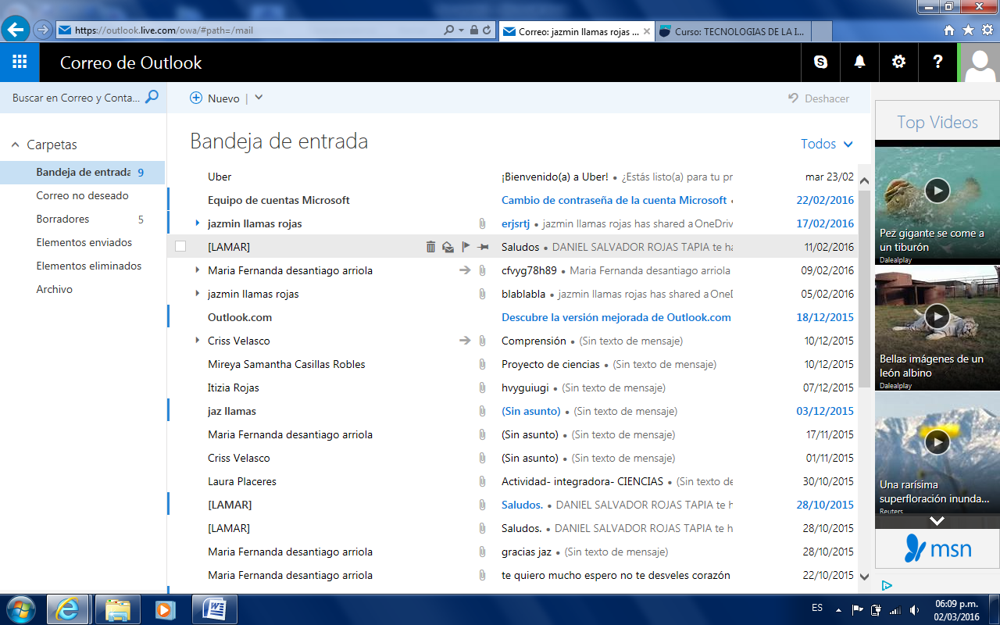 https://outlook.live.com/owa/#path=/mail
Correo: jazmin llamas rojas ...
Curso: TECNOLOGIAS DE LA I...
Correo de Outlook
Buscar en Correo y Conta...
Nuevo
Deshacer
Carpetas
Bandeja de entrada 9
Correo no deseado
Borradores 5
Elementos enviados
Elementos eliminados
Archivo
Bandeja de entrada
Todos
Uber ¡Bienvenido(a) a Uber! • ¿Estás listo(a) para tu pr mar 23/02
Equipo de cuentas Microsoft Cambio de contraseña de la cuenta Microsoft • 22/02/2016
jazmin llamas rojas erjsrtj • jazmin llamas rojas has shared a OneDriv 17/02/2016
[LAMAR] Saludos • DANIEL SALVADOR ROJAS TAPIA te ha 11/02/2016
Maria Fernanda desantiago arriola cfvyg78h89 • Maria Fernanda desantiago arriola 09/02/2016
jazmin llamas rojas blablabla • jazmin llamas rojas has shared a OneD 05/02/2016
Outlook.com Descubre la versión mejorada de Outlook.com 18/12/2015
Criss Velasco Comprensión • (Sin texto de mensaje) 10/12/2015
Mireya Samantha Casillas Robles Proyecto de ciencias • (Sin texto de mensaje) 10/12/2015
Itizia Rojas hvyguiugi • (Sin texto de mensaje) 07/12/2015
jaz llamas (Sin asunto) • (Sin texto de mensaje) 03/12/2015
Maria Fernanda desantiago arriola (Sin asunto) • (Sin texto de mensaje) 17/11/2015
Criss Velasco (Sin asunto) • (Sin texto de mensaje) 01/11/2015
Laura Placeres Actividad- integradora- CIENCIAS • (Sin texto de 30/10/2015
[LAMAR] Saludos. • DANIEL SALVADOR ROJAS TAPIA te h 28/10/2015
[LAMAR] Saludos. • DANIEL SALVADOR ROJAS TAPIA te h 28/10/2015
Maria Fernanda desantiago arriola gracias jaz • (Sin texto de mensaje) 28/10/2015
Maria Fernanda desantiago arriola te quiero mucho espero no te desveles corazón 22/10/2015
Top Videos
Pez gigante se come a
un tiburón
Dalealplay
Bellas imágenes de un
león albino
Dalealplay
Una rarísima
superfloración inunda...
Reuters
msn
ES
06:09 p.m.
02/03/2016